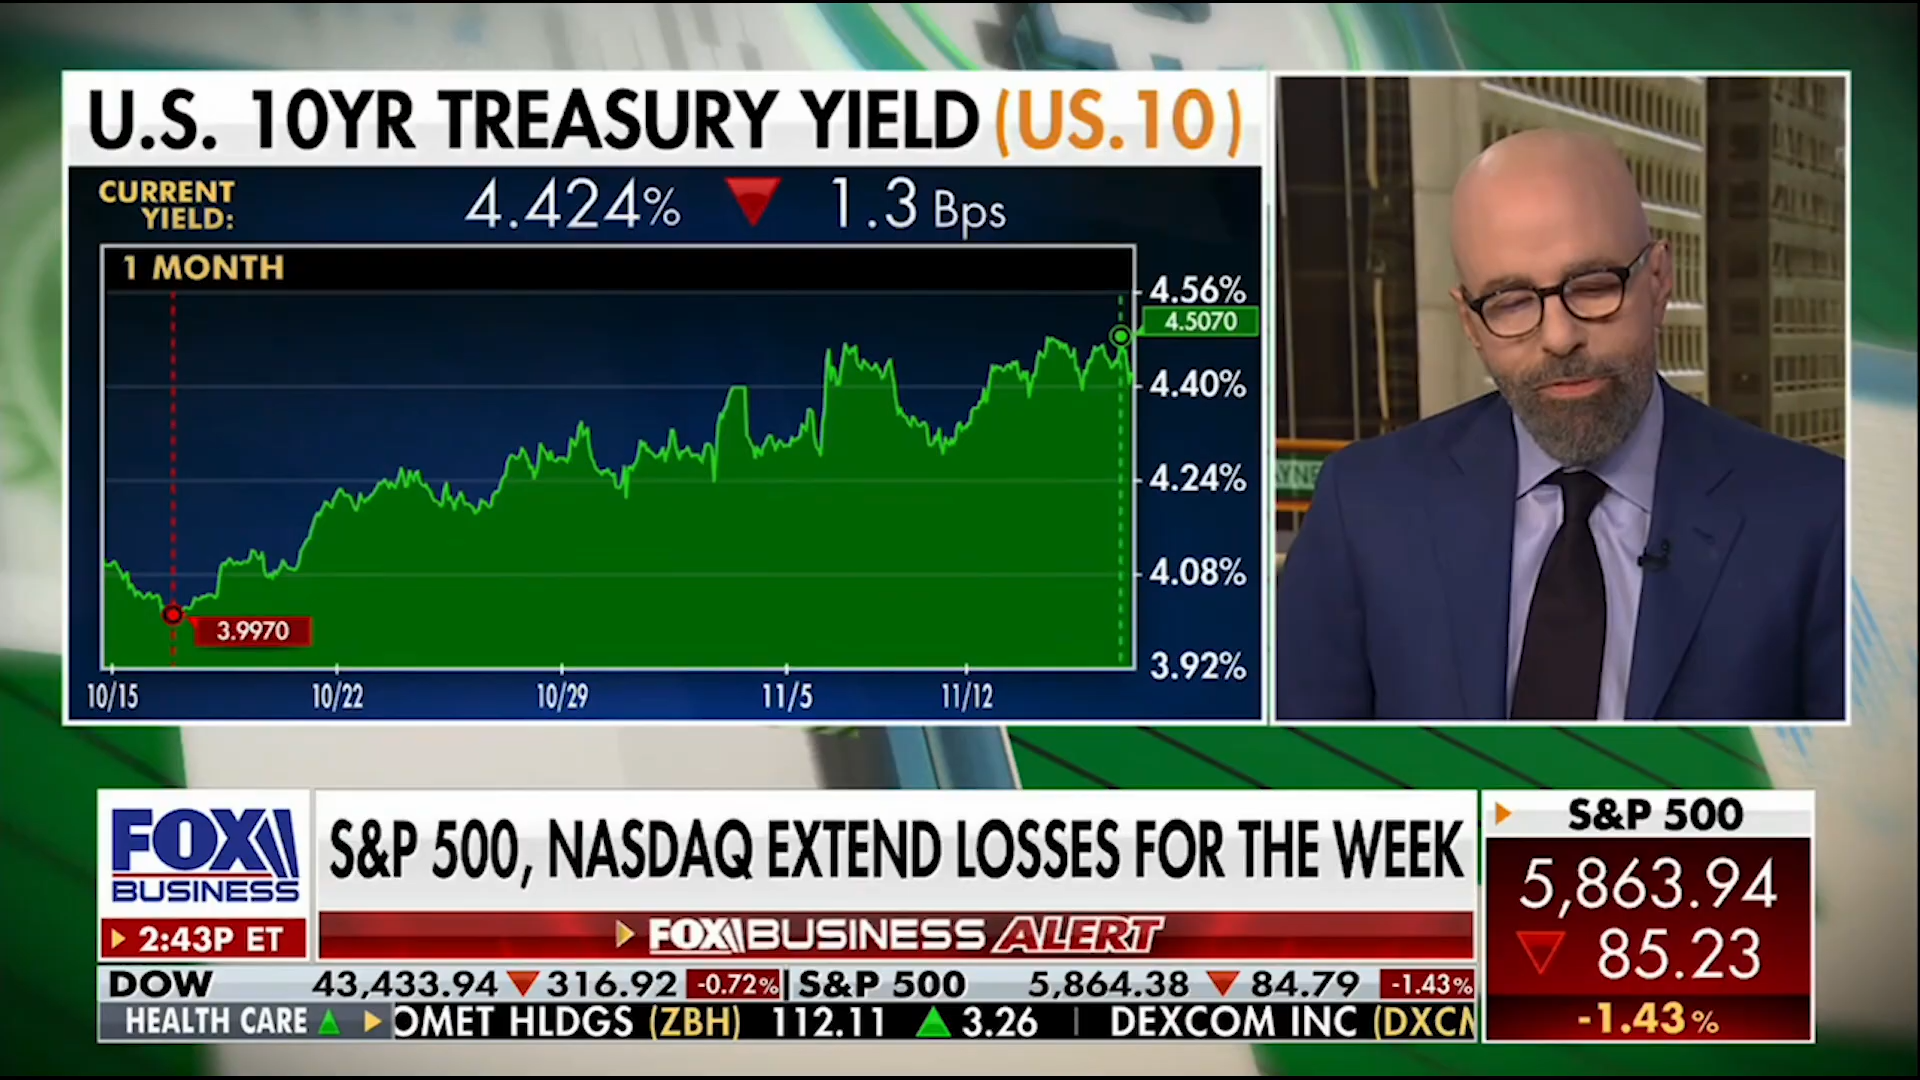 U.S. 10YR TREASURY YIELD (US.10)
CURRENT YIELD:
4.424% ▼ 1.3 Bps
1 MONTH
4.56%
4.5070
4.40%
4.24%
4.08%
3.9970
3.92%
10/15 10/22 10/29 11/5 11/12
FOX BUSINESS
2:43P ET
S&P 500, NASDAQ EXTEND LOSSES FOR THE WEEK
FOX BUSINESS ALERT
S&P 500
5,863.94
▼ 85.23
-1.43%
DOW 43,433.94 ▼ 316.92 -0.72% | S&P 500 5,864.38 ▼ 84.79 -1.43%
HEALTH CARE ▲ OMET HLDGS (ZBH) 112.11 ▲ 3.26 | DEXCOM INC (DXCM